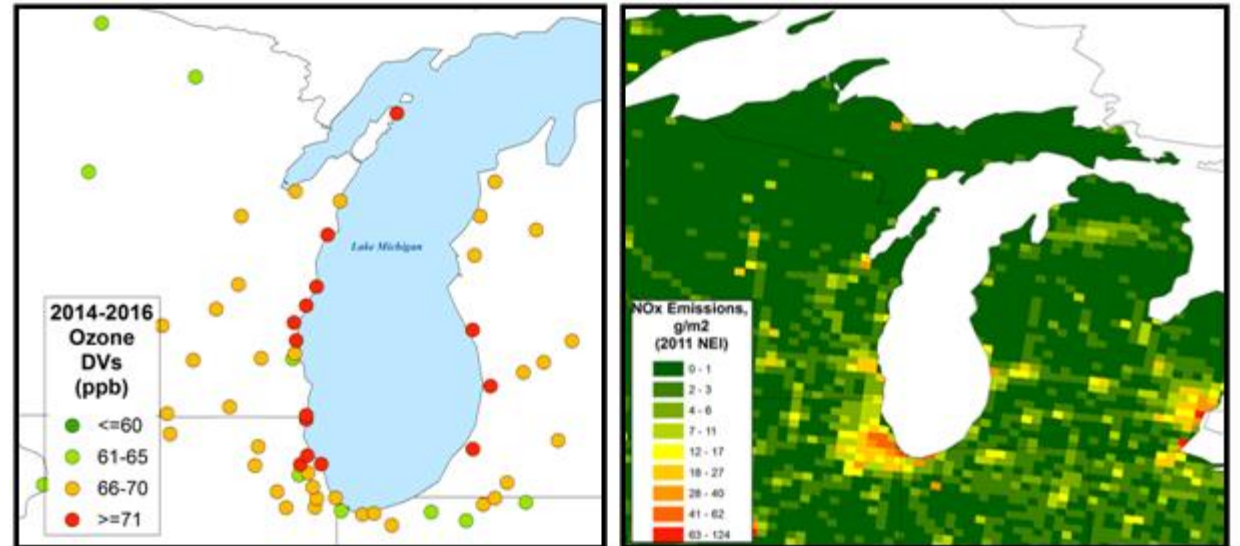 Lake Michigan
2014-2016
Ozone
DVs
(ppb)
<=60
61-65
66-70
>=71
NOx Emissions,
g/m2
(2011 NEI)
0 - 1
2 - 3
4 - 6
7 - 11
12 - 17
18 - 27
28 - 40
41 - 62
63 - 124